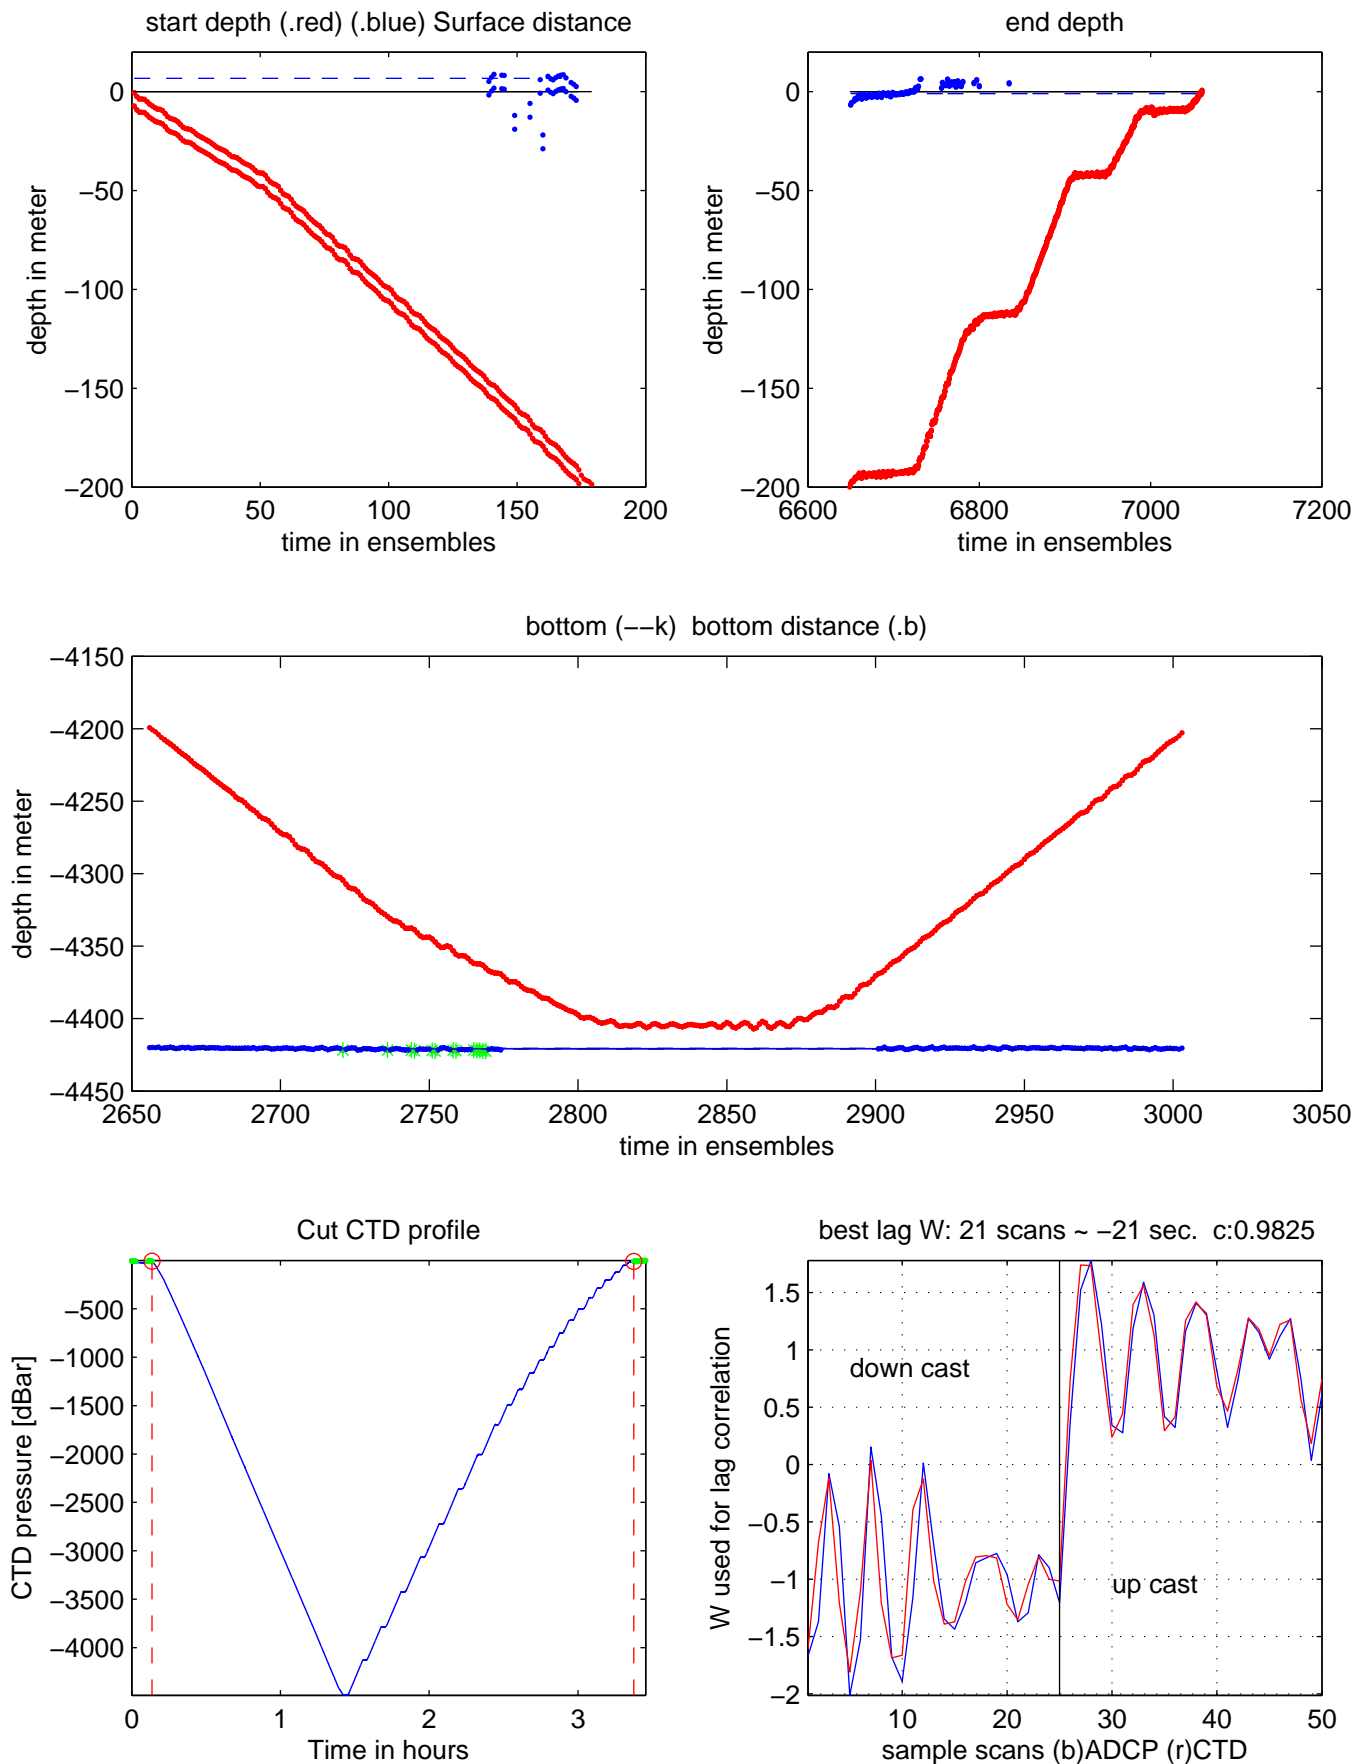 start depth (.red) (.blue) Surface distance
0
−50
−100
−150
−200
depth in meter
0 50 100 150 200
time in ensembles
end depth
0
−50
−100
−150
−200
depth in meter
6600 6800 7000 7200
time in ensembles
bottom (−−k) bottom distance (.b)
−4150
−4200
−4250
−4300
−4350
−4400
−4450
depth in meter
2650 2700 2750 2800 2850 2900 2950 3000 3050
time in ensembles
Cut CTD profile
−500
−1000
−1500
−2000
−2500
−3000
−3500
−4000
CTD pressure [dBar]
0 1 2 3
Time in hours
best lag W: 21 scans ~ −21 sec. c:0.9825
1.5
1
0.5
0
−0.5
−1
−1.5
−2
W used for lag correlation
down cast
up cast
10 20 30 40 50
sample scans (b)ADCP (r)CTD